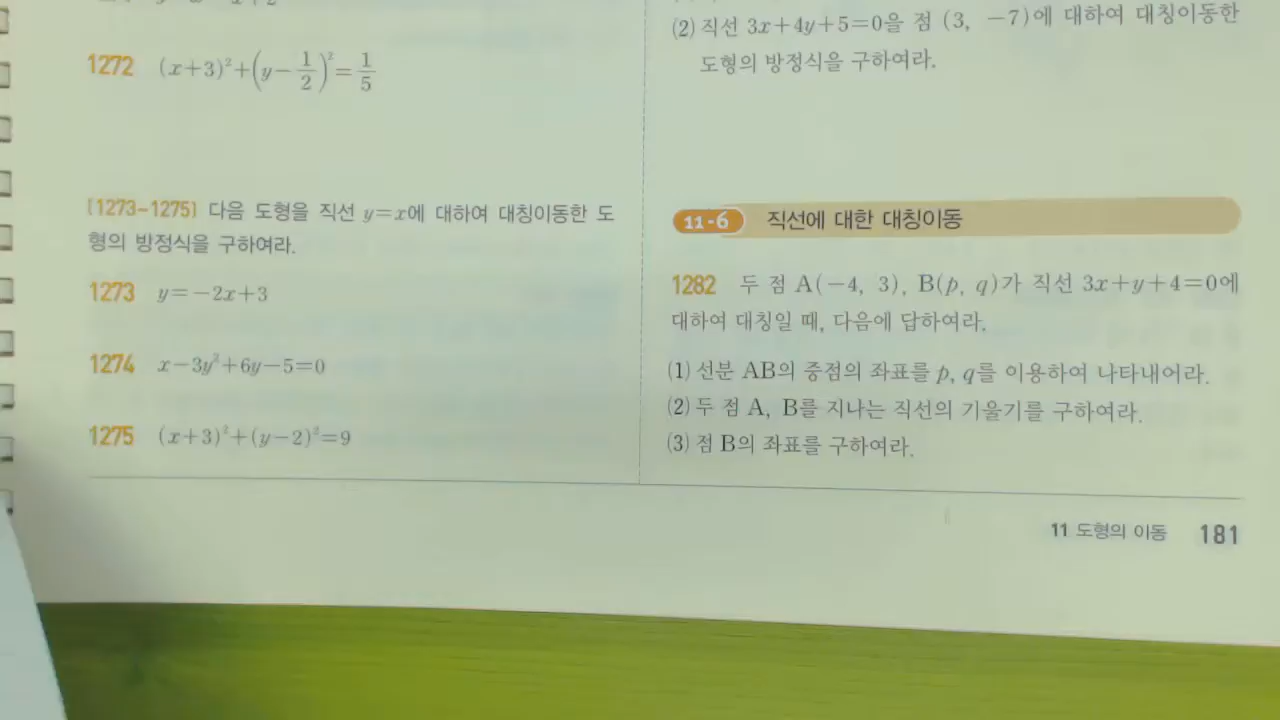 1272 (x+3)²+(y−1/2)²=1/5
[1273~1275] 다음 도형을 직선 y=x에 대하여 대칭이동한 도
형의 방정식을 구하여라.
1273 y=−2x+3
1274 x−3y²+6y−5=0
1275 (x+3)²+(y−2)²=9
(2) 직선 3x+4y+5=0을 점 (3, −7)에 대하여 대칭이동한
도형의 방정식을 구하여라.
11-6 직선에 대한 대칭이동
1282 두 점 A(−4, 3), B(p, q)가 직선 3x+y+4=0에
대하여 대칭일 때, 다음에 답하여라.
(1) 선분 AB의 중점의 좌표를 p, q를 이용하여 나타내어라.
(2) 두 점 A, B를 지나는 직선의 기울기를 구하여라.
(3) 점 B의 좌표를 구하여라.
11 도형의 이동 181